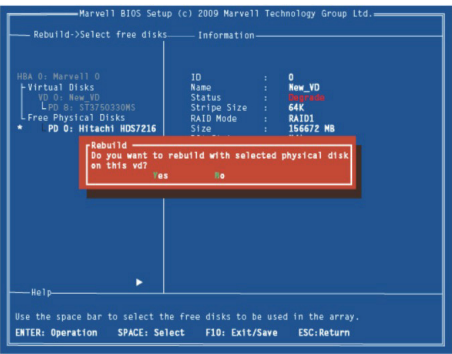 Marvell BIOS Setup (c) 2009 Marvell Technology Group Ltd.
Rebuild->Select free disks
Information
HBA 0: Marvell 0
Virtual Disks
VD 0: New_VD
PD 8: ST3750330NS
Free Physical Disks
* PD 0: Hitachi HDS7216
ID : 0
Name : New_VD
Status : Degrade
Stripe Size : 64K
RAID Mode : RAID1
Size : 156672 MB
Rebuild
Do you want to rebuild with selected physical disk
on this vd?
Yes No
Help
Use the space bar to select the free disks to be used in the array.
ENTER: Operation SPACE: Select F10: Exit/Save ESC:Return